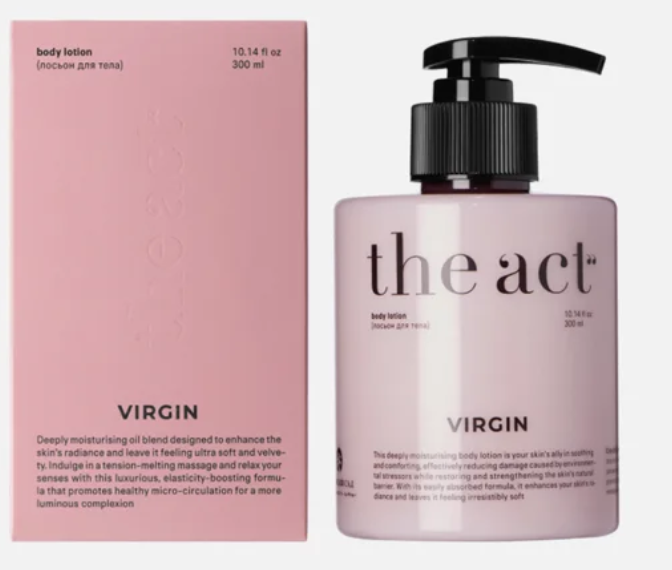 body lotion
(лосьон для тела)
10.14 fl oz
300 ml
the act
VIRGIN
Deeply moisturising oil blend designed to enhance the
skin's radiance and leave it feeling ultra soft and velve-
ty. Indulge in a tension-melting massage and relax your
senses with this luxurious, elasticity-boosting formu-
la that promotes healthy micro-circulation for a more
luminous complexion
the act
body lotion
(лосьон для тела)
10.14 fl oz
300 ml
VIRGIN
This deeply moisturising body lotion is your skin's ally in soothing
and comforting, effectively reducing damage caused by environmen-
tal stressors while restoring and strengthening the skin's natural
barrier. With its easily absorbed formula, it enhances your skin's ra-
diance and leaves it feeling irresistibly soft